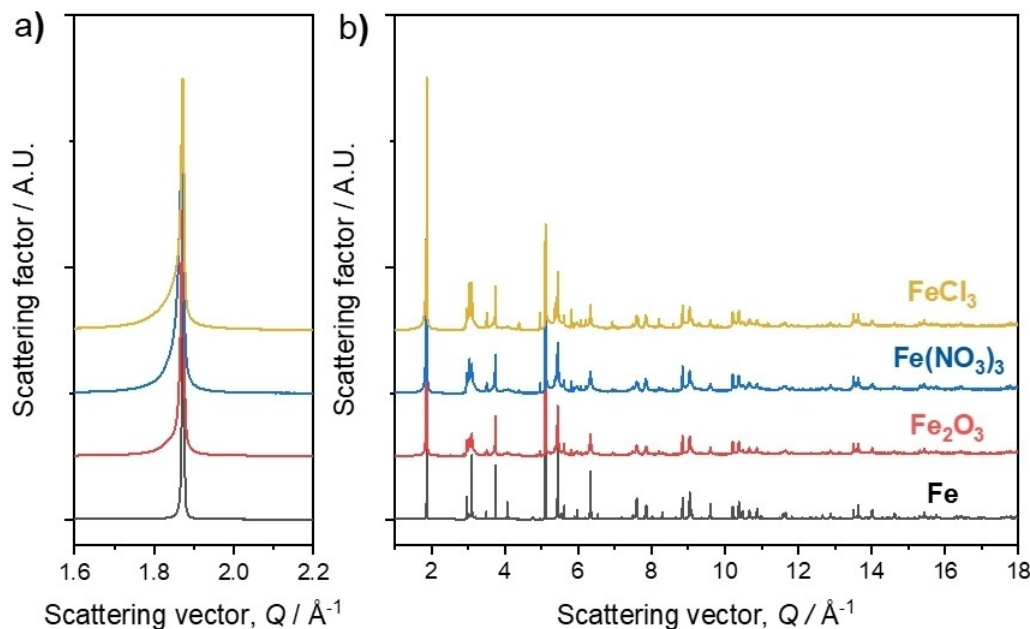 a)
b)
Scattering factor / A.U.
Scattering factor / A.U.
FeCl₃
Fe(NO₃)₃
Fe₂O₃
Fe
1.6 1.8 2.0 2.2
2 4 6 8 10 12 14 16 18
Scattering vector, Q / Å⁻¹
Scattering vector, Q / Å⁻¹